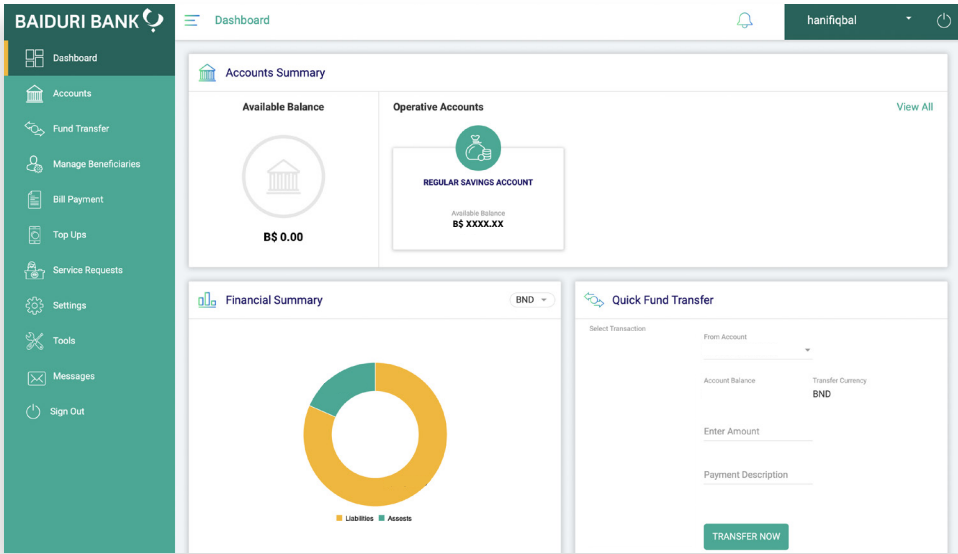 BAIDURI BANK
Dashboard
hanifiqbal
Dashboard
Accounts
Fund Transfer
Manage Beneficiaries
Bill Payment
Top Ups
Service Requests
Settings
Tools
Messages
Sign Out
Accounts Summary
Available Balance
B$ 0.00
Operative Accounts
View All
REGULAR SAVINGS ACCOUNT
Available Balance
B$ XXXX.XX
Financial Summary
BND
Liabilities Assests
Quick Fund Transfer
Select Transaction
From Account
Account Balance
Transfer Currency
BND
Enter Amount
Payment Description
TRANSFER NOW